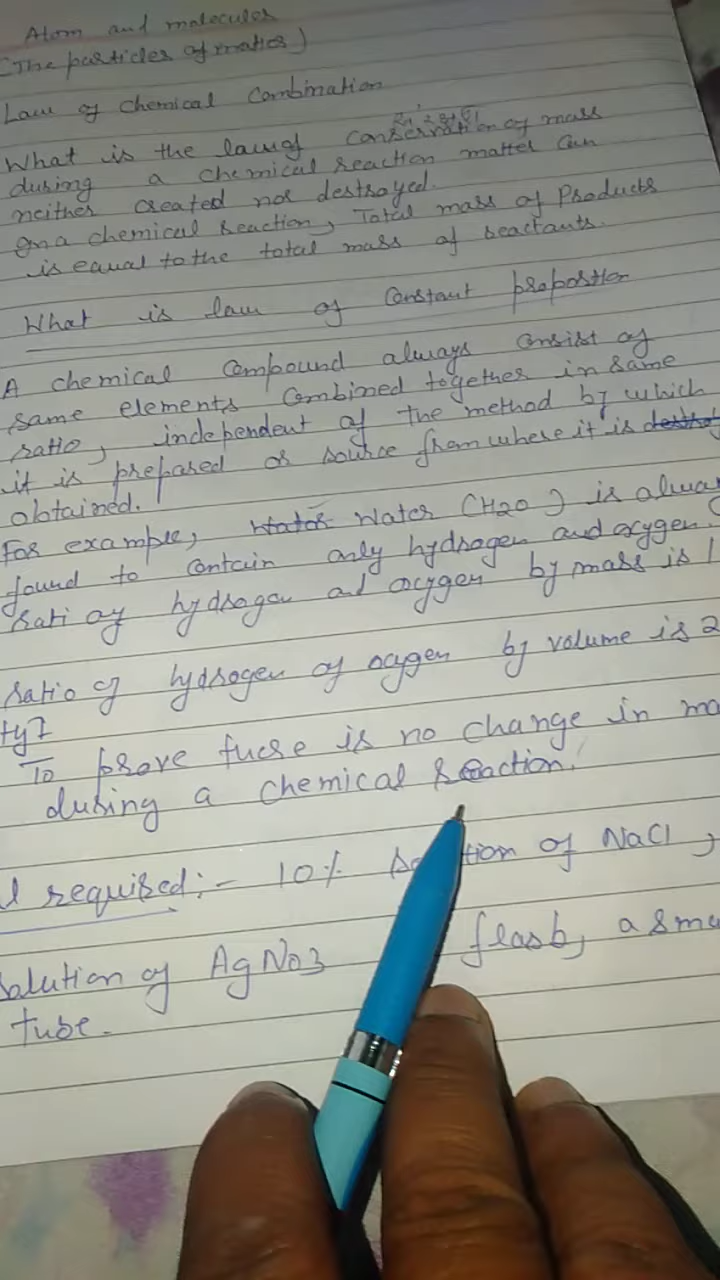 Atom and molecules
(The particles of matter)
Law of Chemical Combination
What is the law of conservation of mass
during a chemical reaction matter can
neither created nor destroyed.
In a chemical reaction, Total mass of Products
is equal to the total mass of reactants.
What is law of Constant proportion
A chemical Compound always consist of
same elements Combined together in same
ratio, independent of the method by which
it is prepared or source from where it is
obtained.
For example, Water (H2O) is alwa
found to contain only hydrogen and oxygen.
rati of hydrogen ad oxygen by mass is 1
ratio of hydrogen of oxygen by volume is 2
ty7
To prove fucre is no change in ma
during a chemical reaction.
l required:- 10% tion of NaCl,
solution of AgNo3 flasb, a sma
tube.